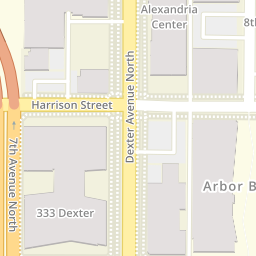 Alexandria
Center
8th
Harrison Street
Dexter Avenue North
7th Avenue North
333 Dexter
Arbor B